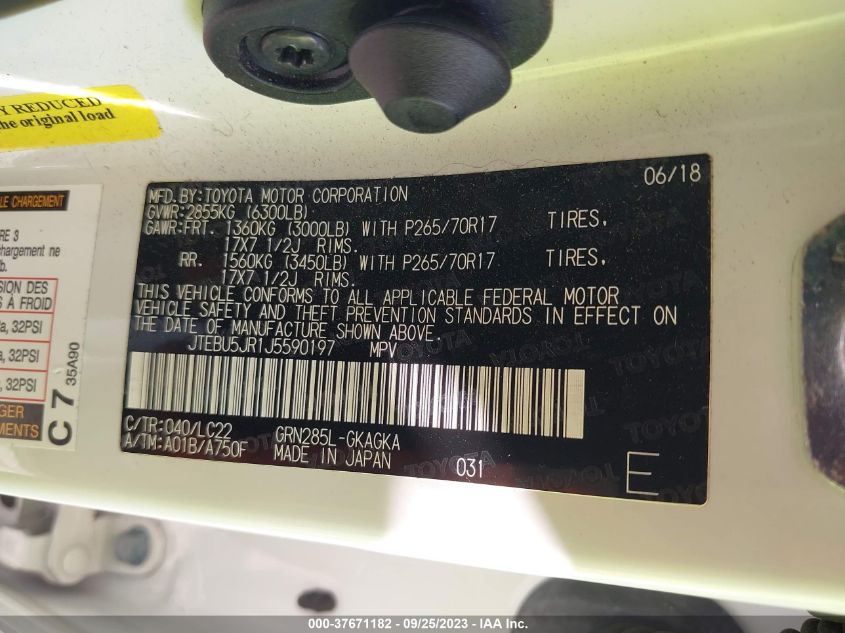 Y REDUCED
the original load
LE CHARGEMENT
RE 3
chargement ne
b.
SION DES
S À FROID
a, 32PSI
a, 32PSI
, 32PSI
GER
MENTS
C 7 35A90
06/18
MFD.BY:TOYOTA MOTOR CORPORATION
GVWR:2855KG (6300LB)
GAWR:FRT. 1360KG (3000LB) WITH P265/70R17 TIRES,
17X7 1/2J RIMS.
RR. 1560KG (3450LB) WITH P265/70R17 TIRES,
17X7 1/2J RIMS.
THIS VEHICLE CONFORMS TO ALL APPLICABLE FEDERAL MOTOR
VEHICLE SAFETY AND THEFT PREVENTION STANDARDS IN EFFECT ON
THE DATE OF MANUFACTURE SHOWN ABOVE.
JTEBU5JR1J5590197 MPV
C/TR:040/LC22 GRN285L-GKAGKA
A/TM:A01B/A750F MADE IN JAPAN 031 E
000-37671182 - 09/25/2023 - IAA Inc.